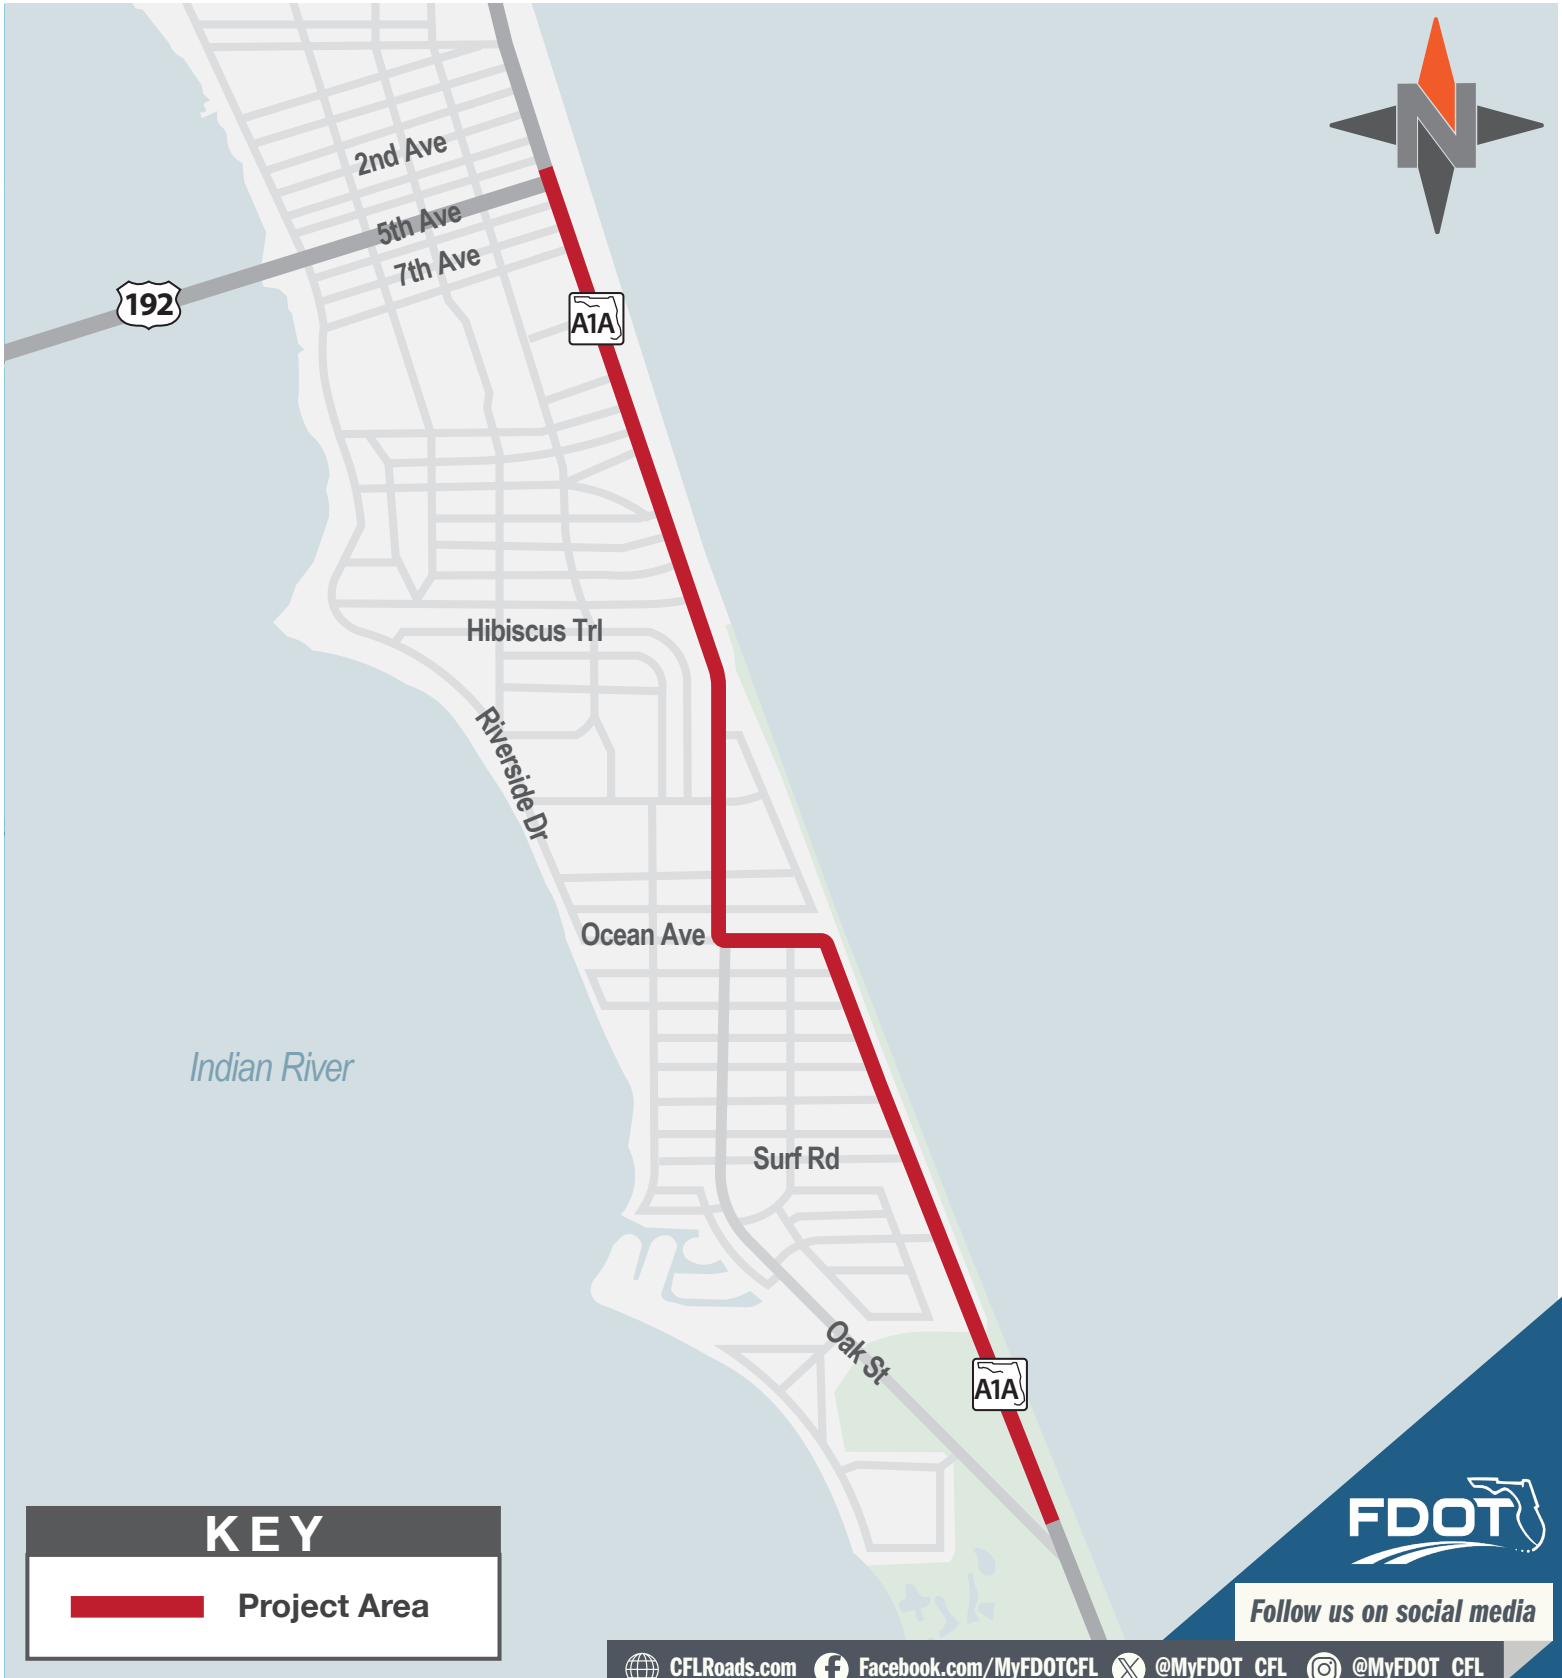 N
2nd Ave
5th Ave
7th Ave
192
A1A
Hibiscus Trl
Riverside Dr
Ocean Ave
Indian River
Surf Rd
Oak St
A1A
KEY
Project Area
FDOT
Follow us on social media
CFLRoads.com Facebook.com/MyFDOTCFL @MyFDOT_CFL @MyFDOT_CFL